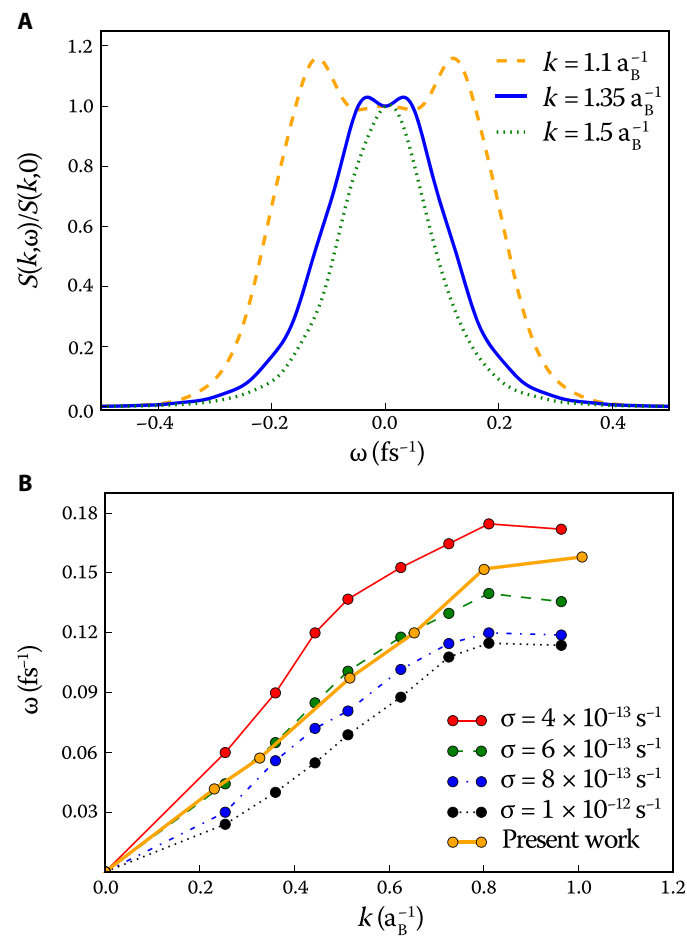 A
1.2
1.0
0.8
0.6
0.4
0.2
0.0
S(k,ω)/S(k,0)
k = 1.1 a_B^−1
k = 1.35 a_B^−1
k = 1.5 a_B^−1
−0.4 −0.2 0.0 0.2 0.4
ω (fs^−1)
B
0.18
0.15
0.12
0.09
0.06
0.03
ω (fs^−1)
σ = 4 × 10^−13 s^−1
σ = 6 × 10^−13 s^−1
σ = 8 × 10^−13 s^−1
σ = 1 × 10^−12 s^−1
Present work
0.0 0.2 0.4 0.6 0.8 1.0 1.2
k (a_B^−1)